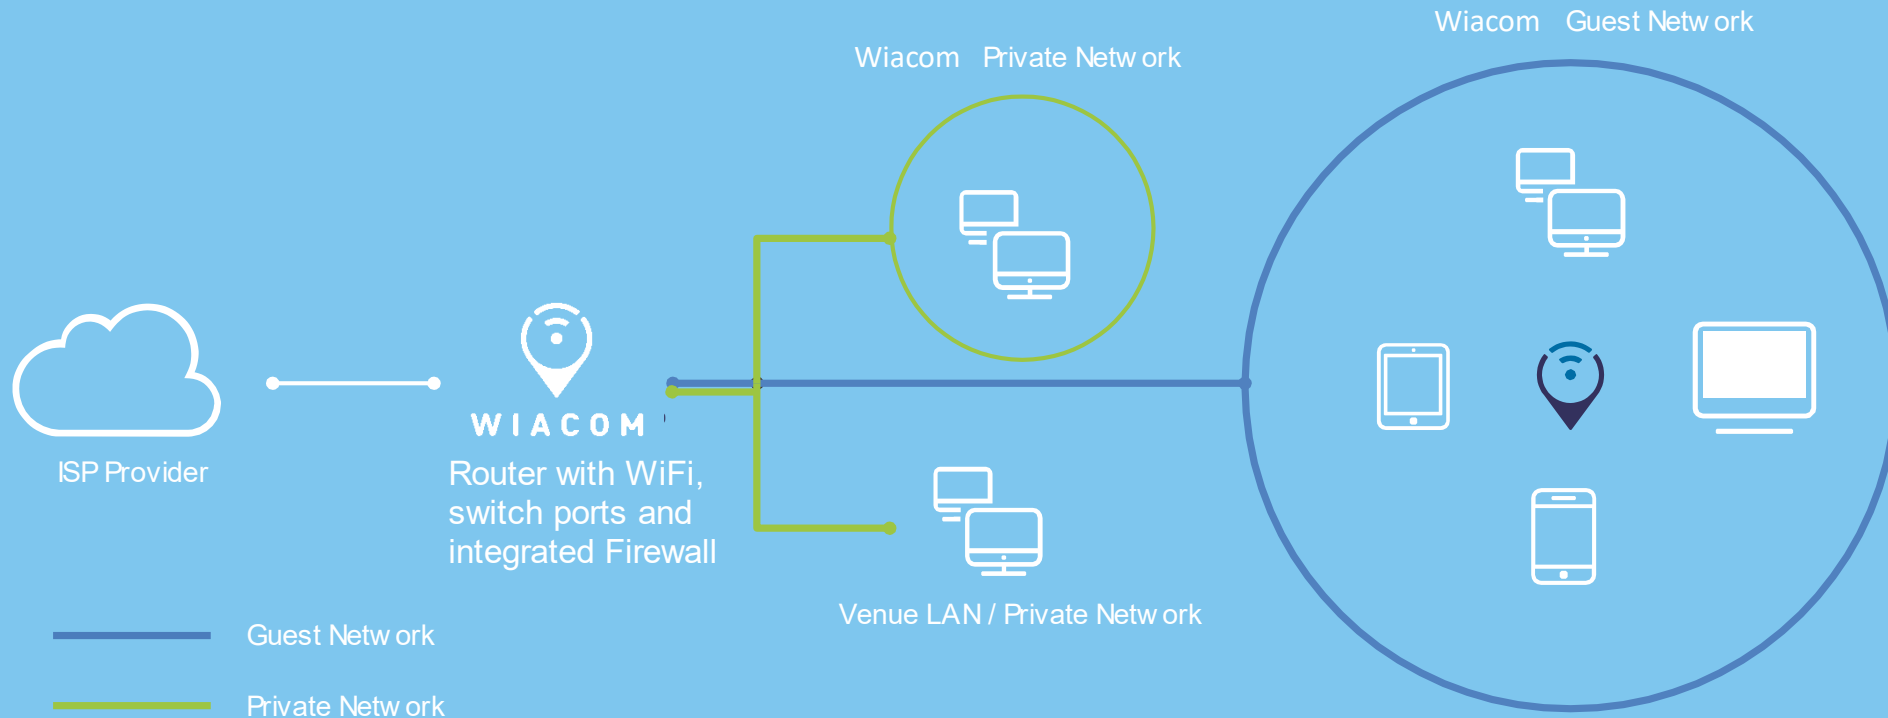 Wiacom Guest Network
Wiacom Private Network
WIACOM
ISP Provider
Router with WiFi,
switch ports and
integrated Firewall
Venue LAN / Private Network
Guest Network
Private Network